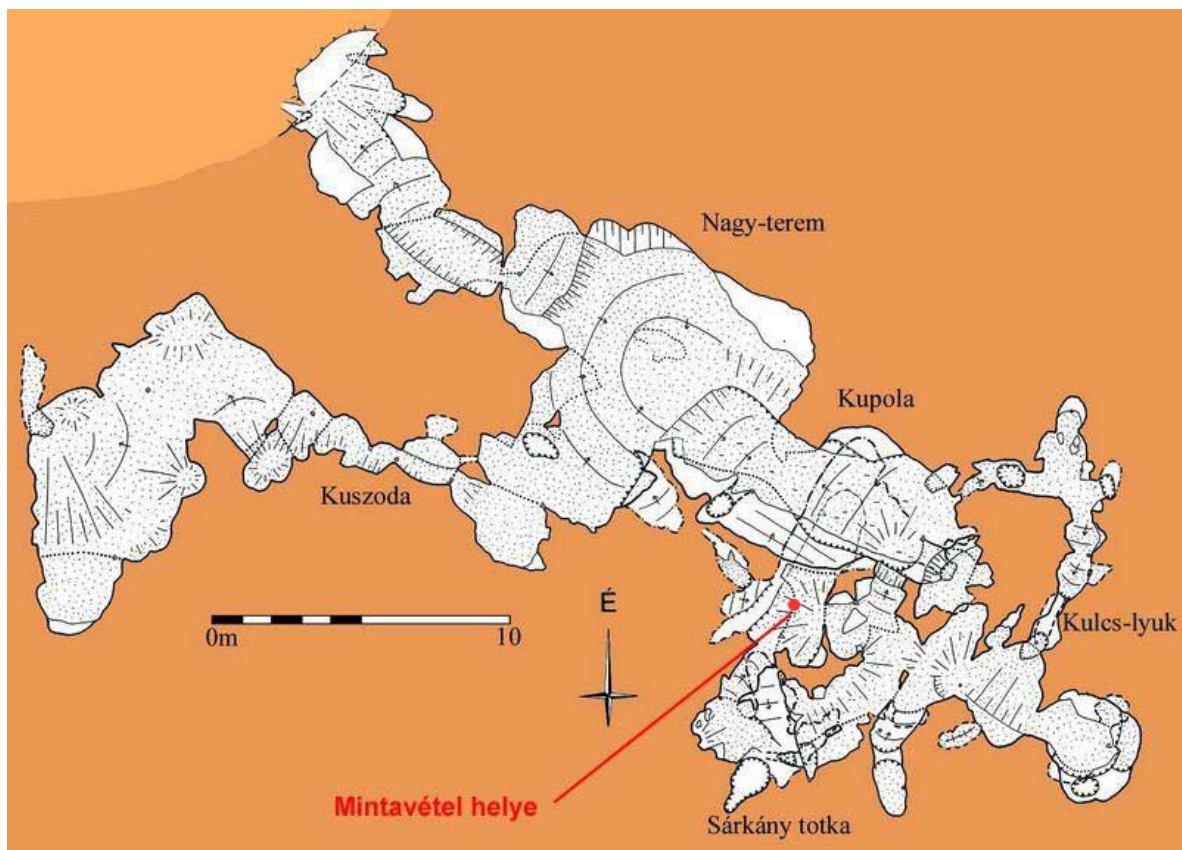 Nagy-terem
Kupola
Kuszoda
É
0m 10
Kulcs-lyuk
Mintavétel helye
Sárkány totka